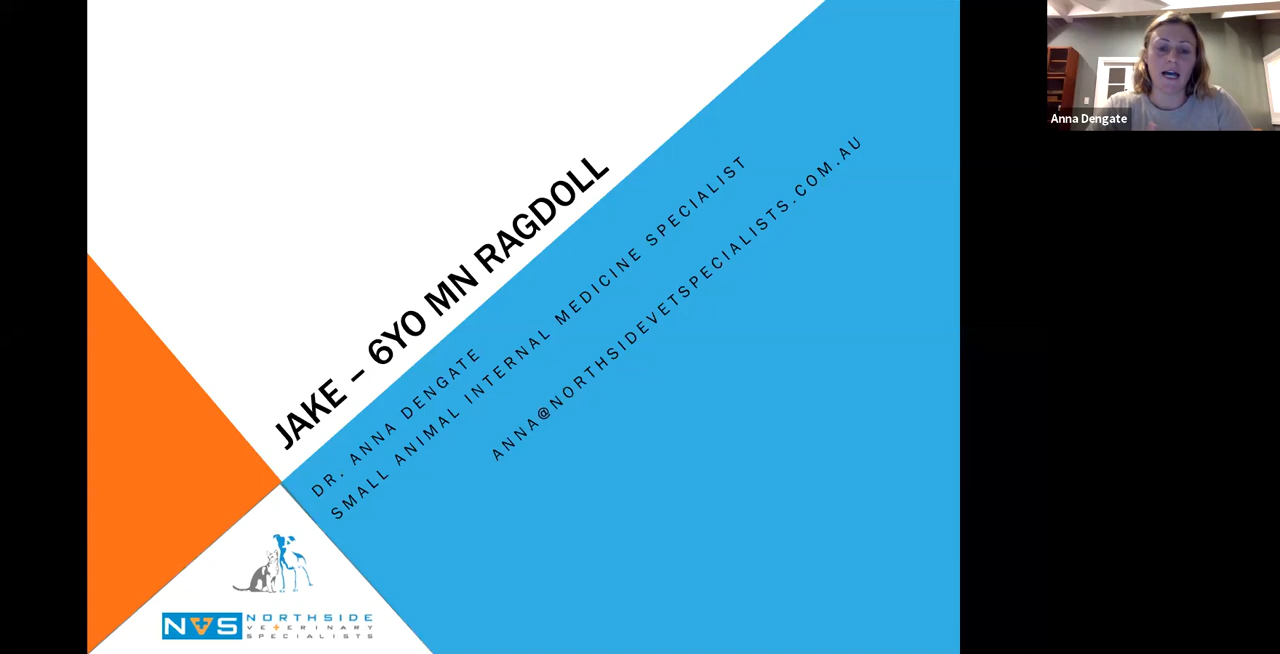 JAKE – 6YO MN RAGDOLL
DR. ANNA DENGATE
SMALL ANIMAL INTERNAL MEDICINE SPECIALIST
ANNA@NORTHSIDEVETSPECIALISTS.COM.AU
NVS NORTHSIDE
VETERINARY
SPECIALISTS
Anna Dengate